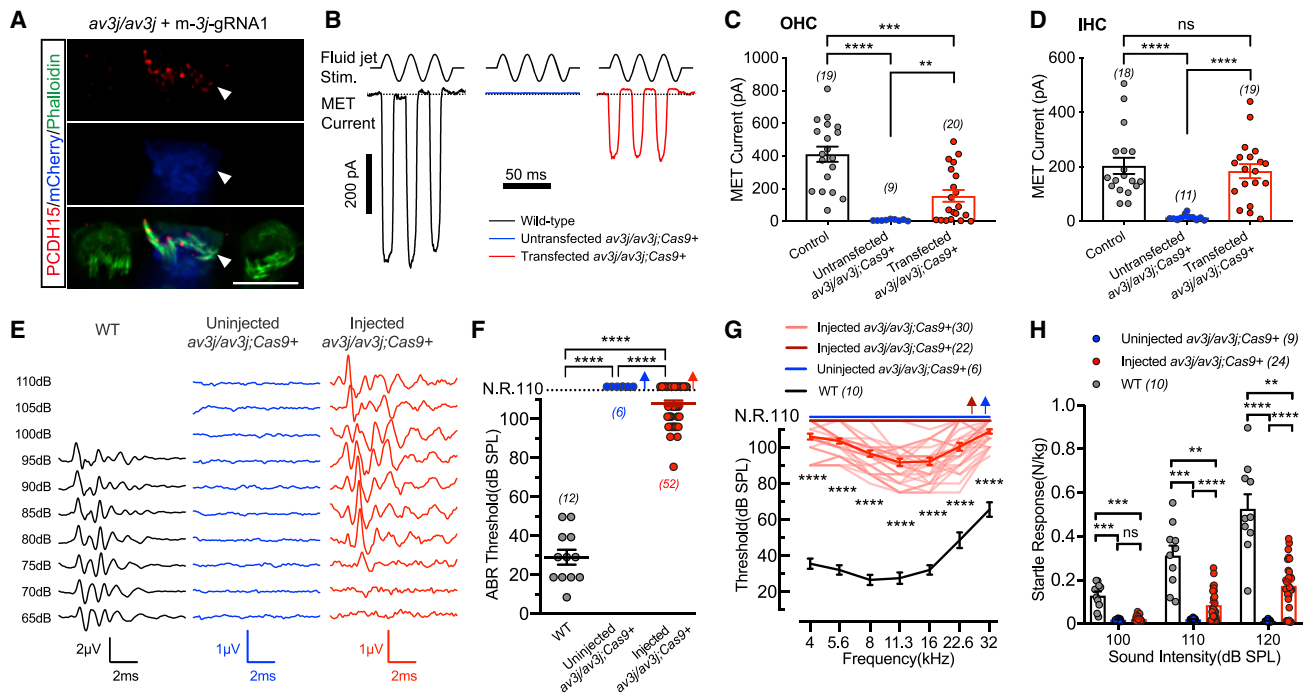 A
av3j/av3j + m-3j-gRNA1
PCDH15/mCherry/Phalloidin
B
Fluid jet
Stim.
MET
Current
200 pA
50 ms
Wild-type
Untransfected av3j/av3j;Cas9+
Transfected av3j/av3j;Cas9+
C
OHC
***
****
**
MET Current (pA)
1000
800
600
400
200
0
(19)
(9)
(20)
Control
Untransfected
av3j/av3j;Cas9+
Transfected
av3j/av3j;Cas9+
D
IHC
ns
****
****
MET Current (pA)
600
400
200
0
(18)
(11)
(19)
Control
Untransfected
av3j/av3j;Cas9+
Transfected
av3j/av3j;Cas9+
E
WT
Uninjected
av3j/av3j;Cas9+
Injected
av3j/av3j;Cas9+
110dB
105dB
100dB
95dB
90dB
85dB
80dB
75dB
70dB
65dB
2μV
2ms
1μV
2ms
1μV
2ms
F
****
****
****
N.R.110
ABR Threshold(dB SPL)
100
80
60
40
20
0
(12)
(6)
(52)
WT
Uninjected
av3j/av3j;Cas9+
Injected
av3j/av3j;Cas9+
G
Injected av3j/av3j;Cas9+(30)
Injected av3j/av3j;Cas9+(22)
Uninjected av3j/av3j;Cas9+(6)
WT (10)
N.R.110
Threshold(dB SPL)
100
80
60
40
20
0
****
****
****
****
****
****
****
4
5.6
8
11.3
16
22.6
32
Frequency(kHz)
H
Uninjected av3j/av3j;Cas9+ (9)
Injected av3j/av3j;Cas9+ (24)
WT (10)
Startle Response(N/kg)
1.0
0.8
0.6
0.4
0.2
0
***
***
ns
**
***
****
**
****
****
100
110
120
Sound Intensity(dB SPL)